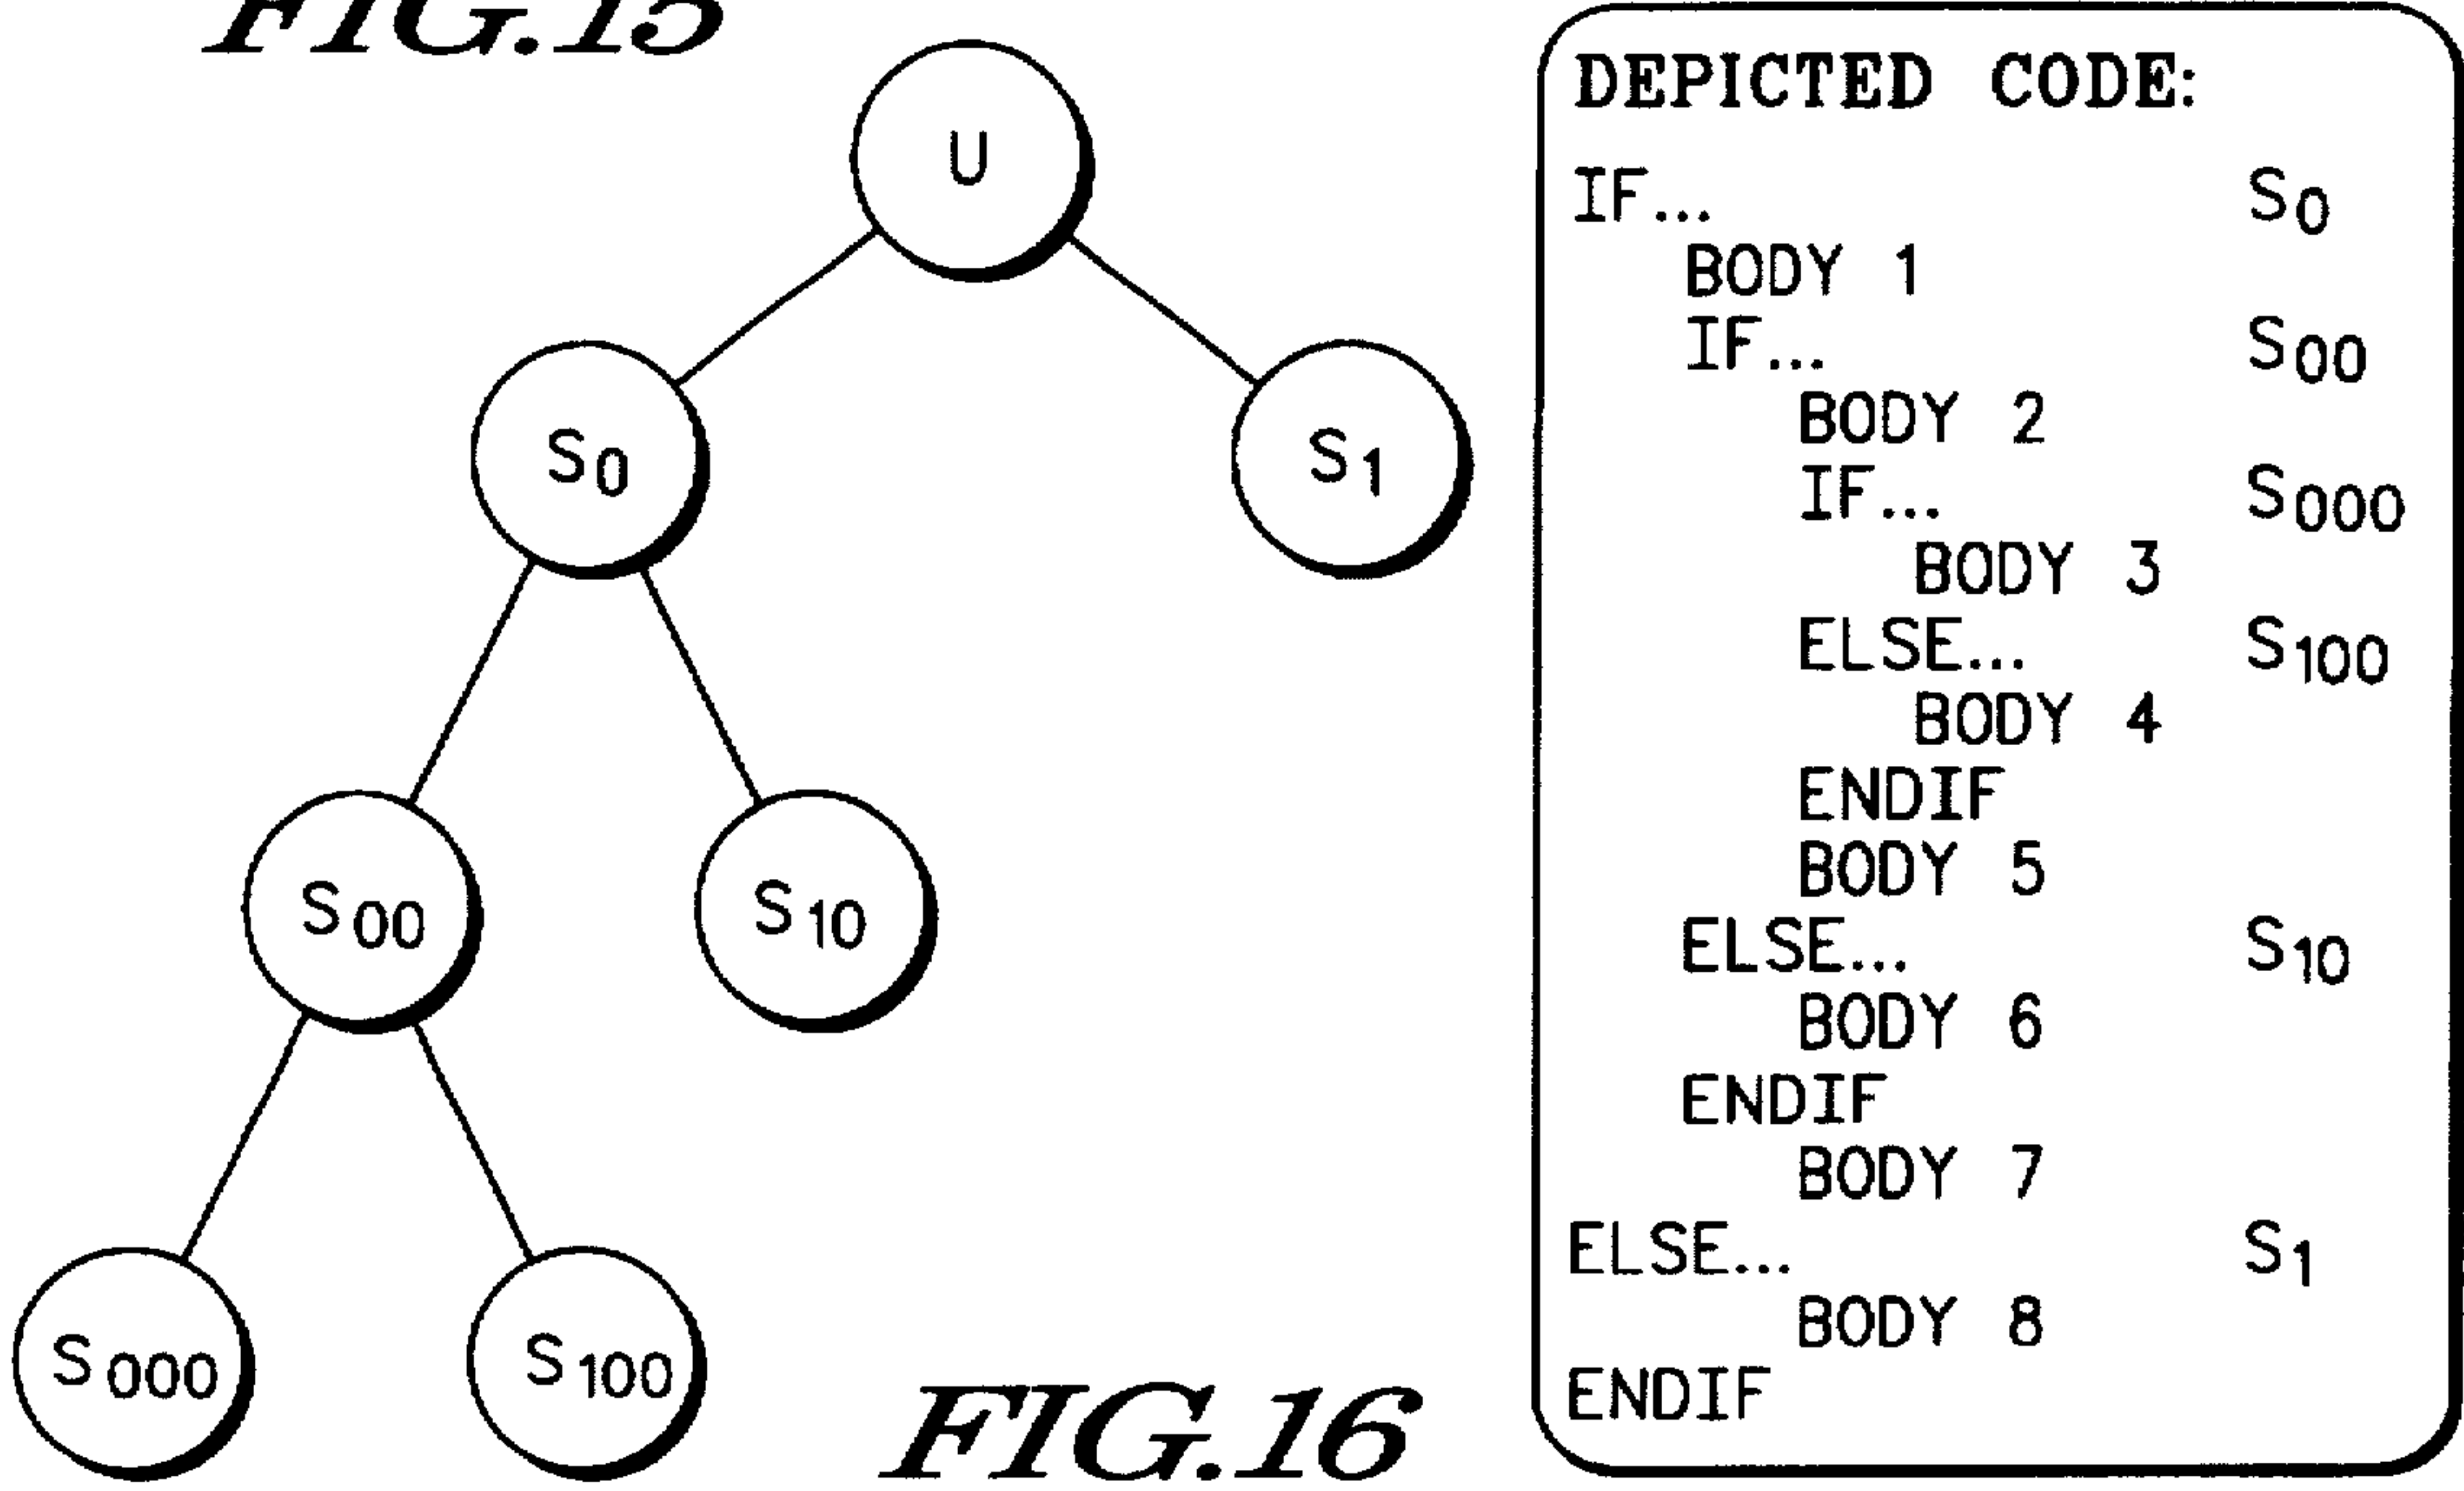 FIG.15
U
S0
S1
S00
S10
S000
S100
FIG.16
DEPICTED CODE:
IF... S0
BODY 1
IF... S00
BODY 2
IF... S000
BODY 3
ELSE... S100
BODY 4
ENDIF
BODY 5
ELSE... S10
BODY 6
ENDIF
BODY 7
ELSE... S1
BODY 8
ENDIF